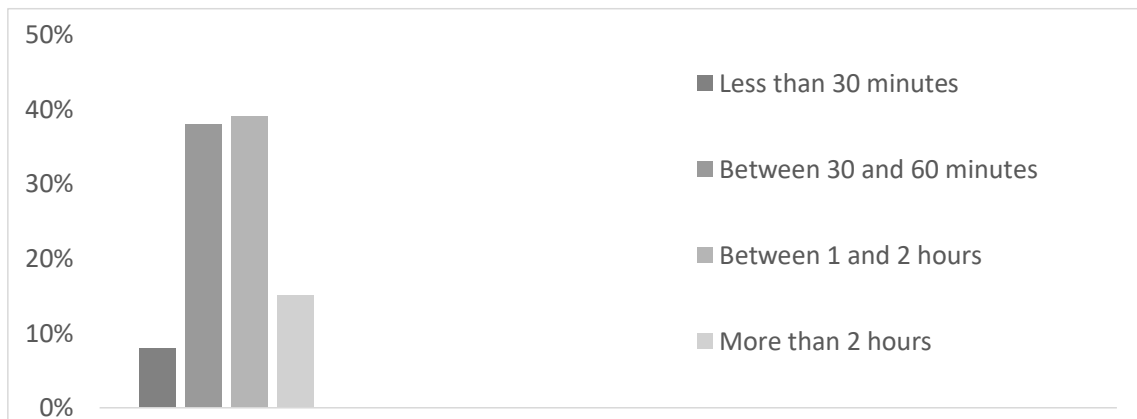 50%
40%
30%
20%
10%
0%
Less than 30 minutes
Between 30 and 60 minutes
Between 1 and 2 hours
More than 2 hours